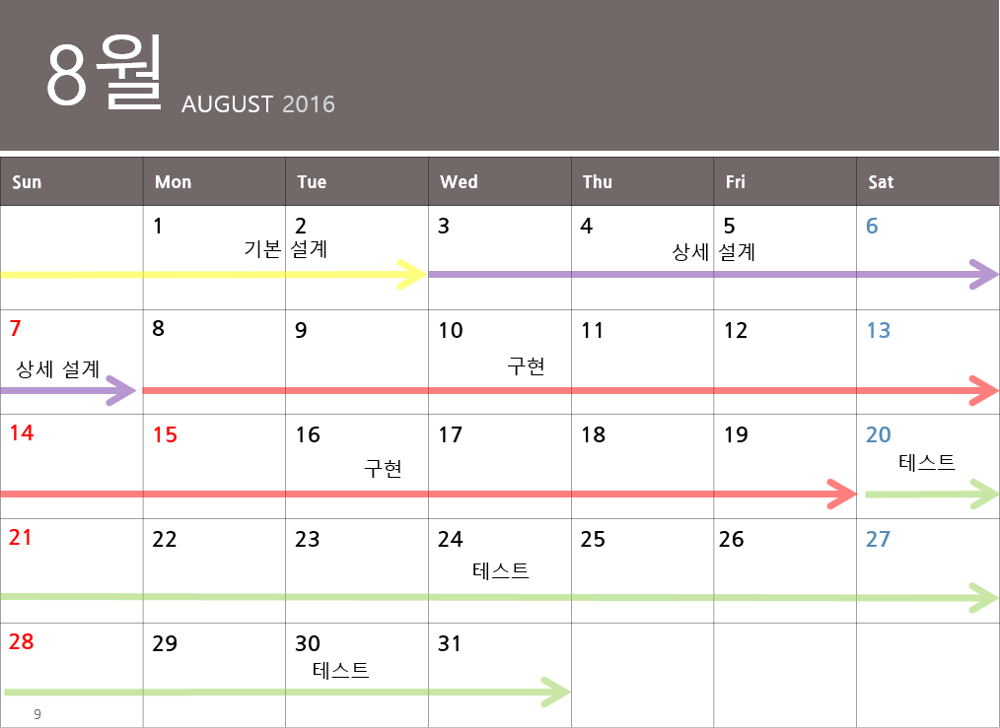 8월 AUGUST 2016
Sun Mon Tue Wed Thu Fri Sat
1 2 3 4 5 6
기본 설계 상세 설계
7 8 9 10 11 12 13
상세 설계 구현
14 15 16 17 18 19 20
구현 테스트
21 22 23 24 25 26 27
테스트
28 29 30 31
테스트
9